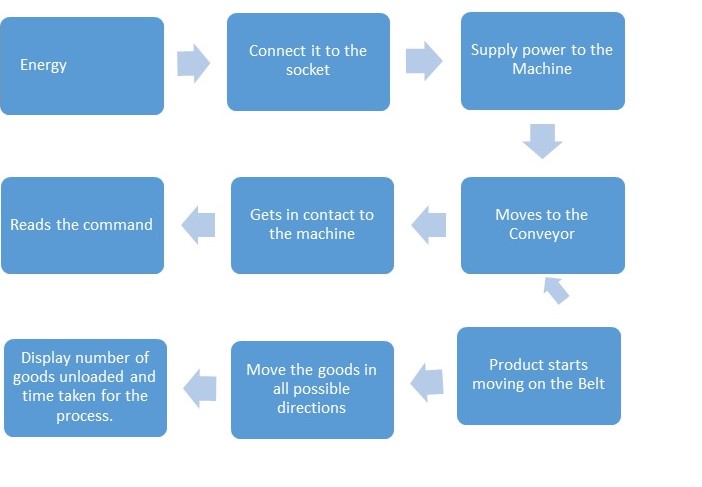 Energy
Connect it to the
socket
Supply power to the
Machine
Reads the command
Gets in contact to
the machine
Moves to the
Conveyor
Display number of
goods unloaded and
time taken for the
process.
Move the goods in
all possible
directions
Product starts
moving on the Belt